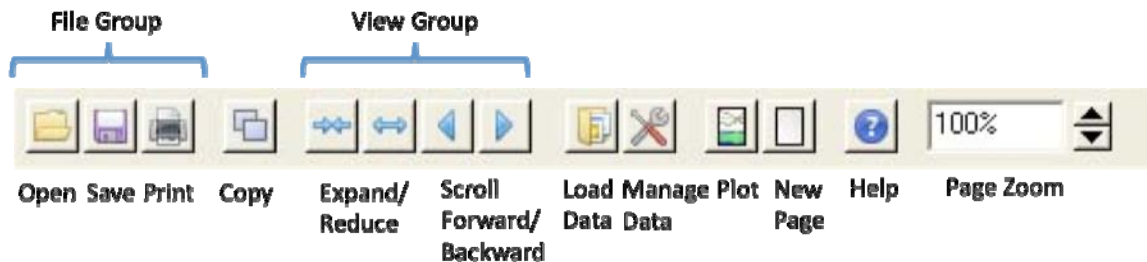 File Group View Group
100%
Open Save Print Copy Expand/ Scroll Load Manage Plot New Help Page Zoom
Reduce Forward/ Data Data Page
Backward